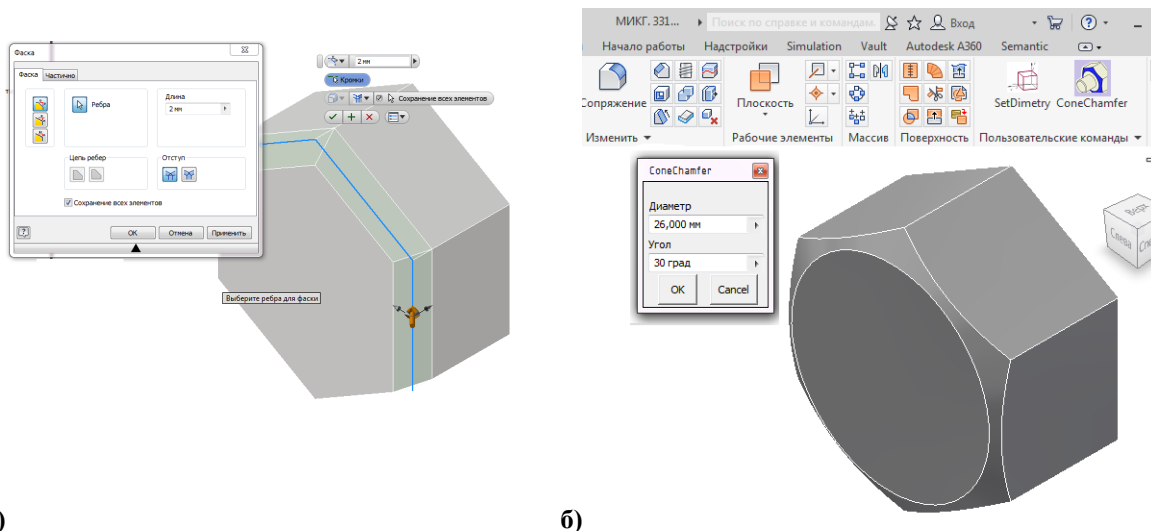 Фаска
Фаска Частично
Ребра
Длина
2 мм
Цепь ребер
Отступ
Сохранение всех элементов
ОК Отмена Применить
2 мм
Кромки
Сохранение всех элементов
Выберите ребра для фаски
)
МИКГ. 331... Поиск по справке и командам. Вход
Начало работы Надстройки Simulation Vault Autodesk A360 Semantic
Сопряжение Плоскость SetDimetry ConeChamfer
Изменить Рабочие элементы Массив Поверхность Пользовательские команды
ConeChamfer
Диаметр
26,000 мм
Угол
30 град
OK Cancel
Верх
Слева
б)